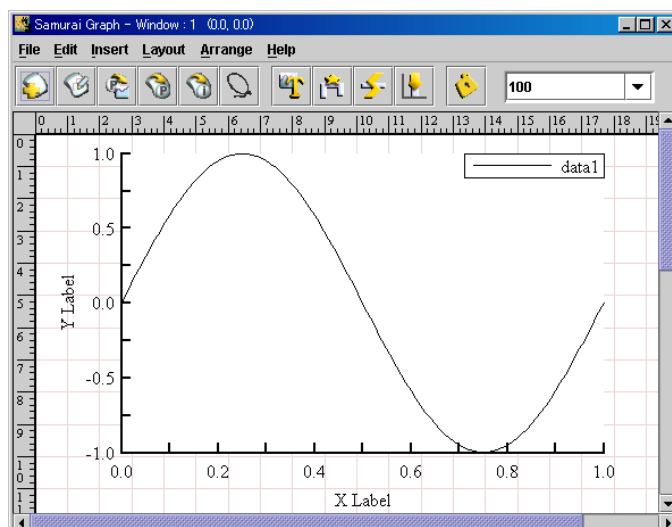 Samurai Graph - Window : 1 (0.0, 0.0)
File Edit Insert Layout Arrange Help
P P I T 100
0 1 2 3 4 5 6 7 8 9 10 11 12 13 14 15 16 17 18 19
0
1
2
3
4
5
6
7
8
9
10
11
1.0
0.5
0.0
-0.5
-1.0
Y Label
data1
0.0 0.2 0.4 0.6 0.8 1.0
X Label